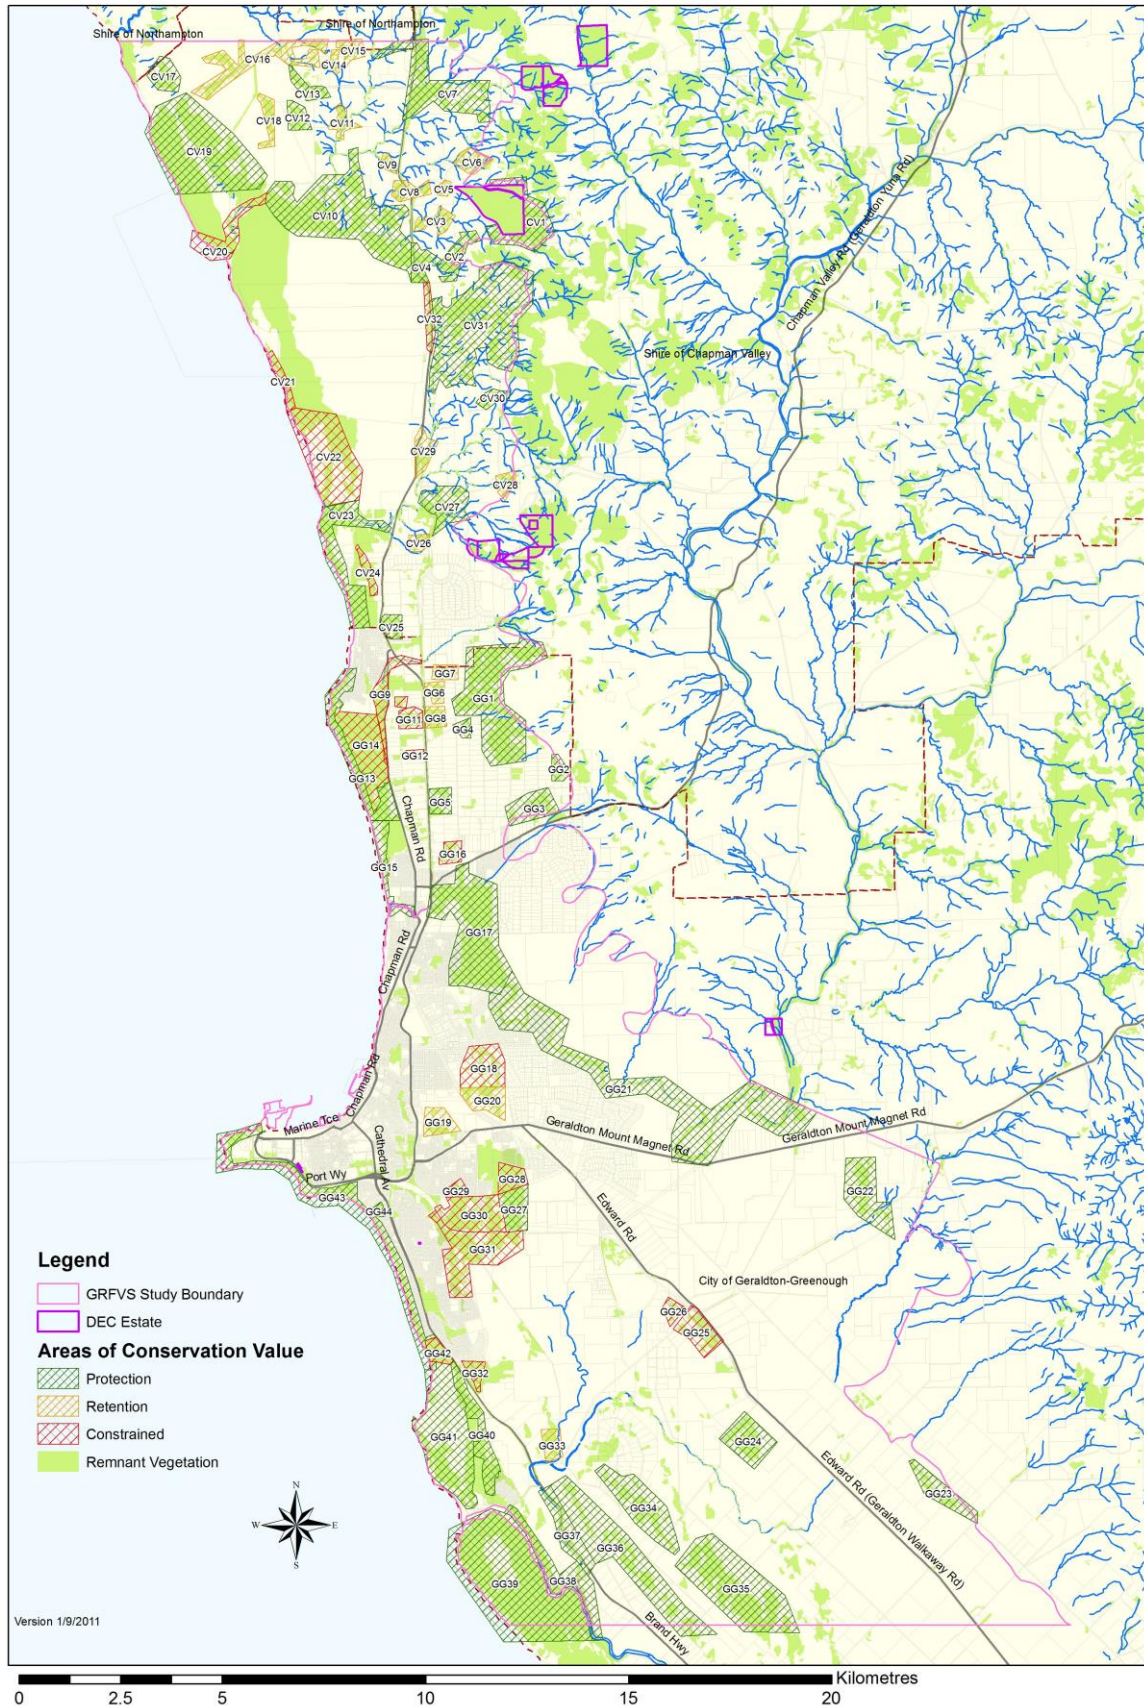 Shire of Northampton
Shire of Northampton
CV15
CV16
CV14
CV17
CV13
CV7
CV18
CV12
CV11
CV19
CV9
CV6
CV8
CV5
CV10
CV3
CV1
CV20
CV2
CV4
Chapman Valley Rd (Geraldton Yuna Rd)
CV32
CV31
Shire of Chapman Valley
CV21
CV30
CV22
CV29
CV28
CV27
CV23
CV26
CV24
CV25
GG7
GG9
GG6
GG1
GG11
GG8
GG4
GG14
GG12
GG13
GG2
GG5
GG3
Chapman Rd
GG16
GG15
GG17
Chapman Rd
GG18
GG21
GG20
Chapman Rd
Marine Tce
GG19
Geraldton Mount Magnet Rd
Geraldton Mount Magnet Rd
Cathedral Av
Port Wy
GG43
GG44
GG29
GG28
GG22
GG30
GG27
Edward Rd
GG31
City of Geraldton-Greenough
GG26
GG25
GG42
GG32
GG41
GG40
GG33
GG24
Edward Rd (Geraldton Walkaway Rd)
GG23
GG34
GG37
GG36
GG39
GG38
GG35
Brand Hwy
Legend
GRFVS Study Boundary
DEC Estate
Areas of Conservation Value
Protection
Retention
Constrained
Remnant Vegetation
N
W E
S
Version 1/9/2011
Kilometres
0 2.5 5 10 15 20